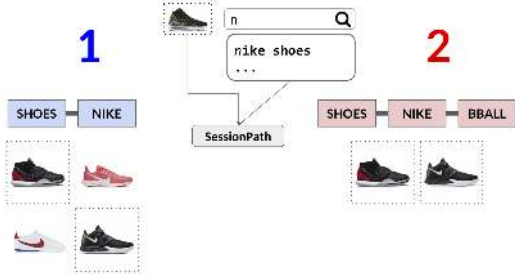 n
1
nike shoes
...
2
SHOES NIKE
SessionPath
SHOES NIKE BBALL